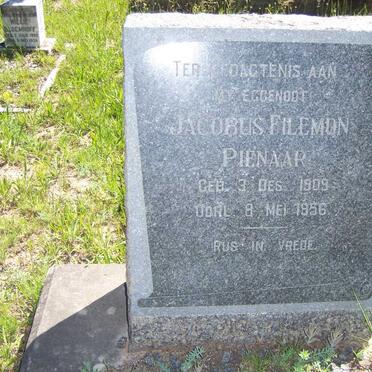 TER GEDAGTENIS AAN
MY EGGENOOT
JACOBUS FILEMON
PIENAAR
GEB. 3 DES. 1909
OORL. 8 MEI 1956
RUS IN VREDE.